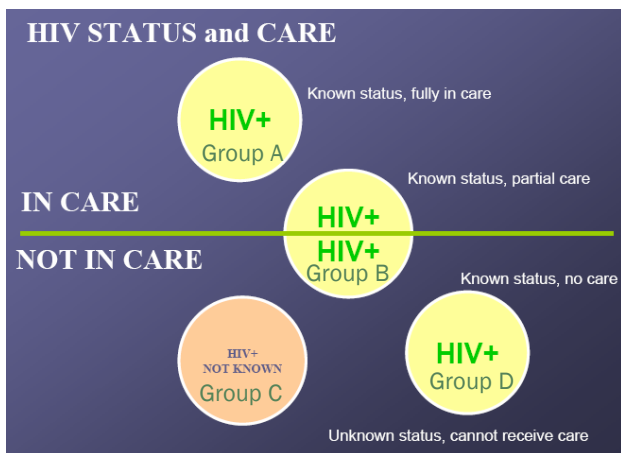 HIV STATUS and CARE
Known status, fully in care
HIV+
Group A
Known status, partial care
IN CARE
HIV+
NOT IN CARE
HIV+
Group B
Known status, no care
HIV+
NOT KNOWN
Group C
HIV+
Group D
Unknown status, cannot receive care